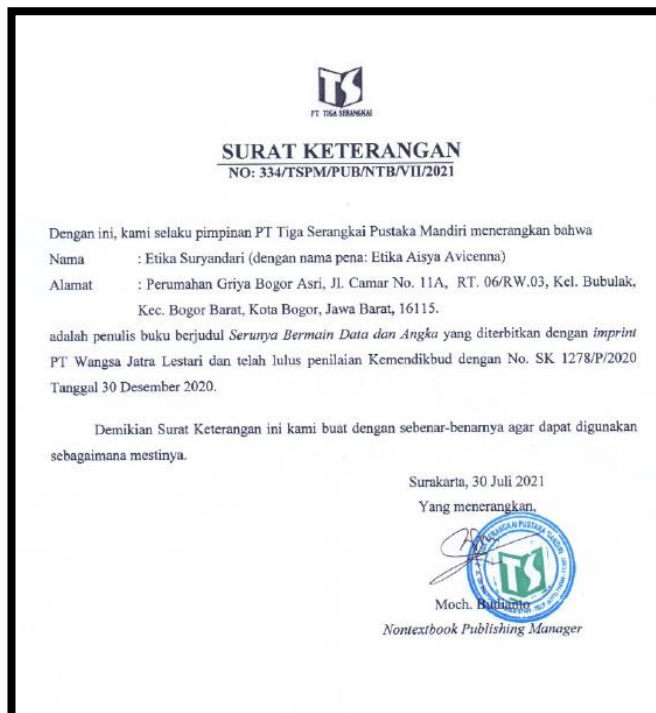 TS
PT TIGA SERANGKAI
SURAT KETERANGAN
NO: 334/TSPM/PUB/NTB/VII/2021
Dengan ini, kami selaku pimpinan PT Tiga Serangkai Pustaka Mandiri menerangkan bahwa
Nama : Etika Suryandari (dengan nama pena: Etika Aisya Avicenna)
Alamat : Perumahan Griya Bogor Asri, Jl. Camar No. 11A, RT. 06/RW.03, Kel. Bubulak,
Kec. Bogor Barat, Kota Bogor, Jawa Barat, 16115.
adalah penulis buku berjudul Serunya Bermain Data dan Angka yang diterbitkan dengan imprint
PT Wangsa Jatra Lestari dan telah lulus penilaian Kemendikbud dengan No. SK 1278/P/2020
Tanggal 30 Desember 2020.
Demikian Surat Keterangan ini kami buat dengan sebenar-benarnya agar dapat digunakan
sebagaimana mestinya.
Surakarta, 30 Juli 2021
Yang menerangkan,
TS
Moch. Budianto
Nontextbook Publishing Manager